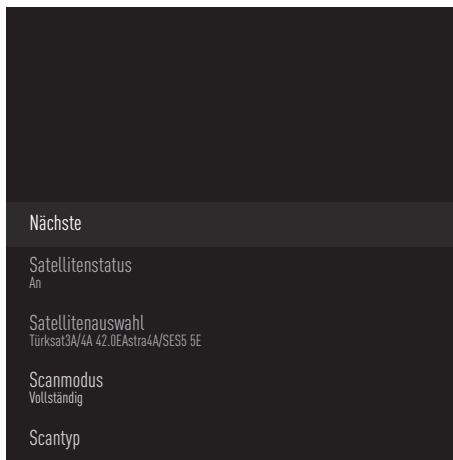 Nächste
Satellitenstatus
An
Satellitenauswahl
Türksat3A/4A 42.0EAstra4A/SES5 5E
Scanmodus
Vollständig
Scantyp